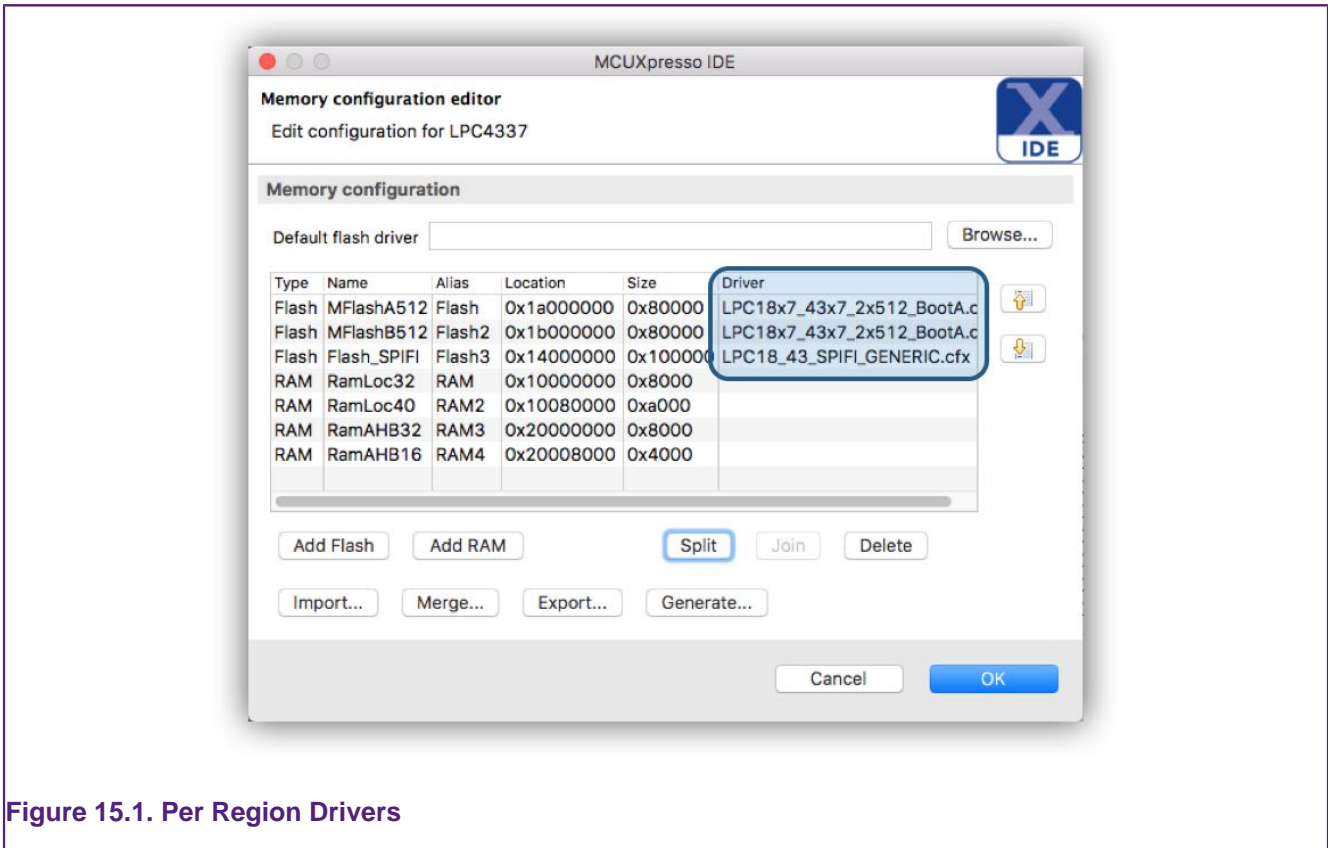 MCUXpresso IDE
Memory configuration editor
Edit configuration for LPC4337
IDE
Memory configuration
Default flash driver Browse...
Type Name Alias Location Size Driver
Flash MFlashA512 Flash 0x1a000000 0x80000 LPC18x7_43x7_2x512_BootA.c
Flash MFlashB512 Flash2 0x1b000000 0x80000 LPC18x7_43x7_2x512_BootA.c
Flash Flash_SPIFI Flash3 0x14000000 0x100000 LPC18_43_SPIFI_GENERIC.cfx
RAM RamLoc32 RAM 0x10000000 0x8000
RAM RamLoc40 RAM2 0x10080000 0xa000
RAM RamAHB32 RAM3 0x20000000 0x8000
RAM RamAHB16 RAM4 0x20008000 0x4000
Add Flash Add RAM Split Join Delete
Import... Merge... Export... Generate...
Cancel OK
Figure 15.1. Per Region Drivers